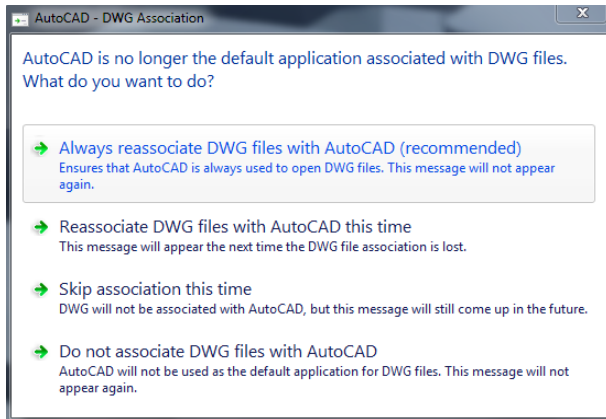 AutoCAD - DWG Association
AutoCAD is no longer the default application associated with DWG files.
What do you want to do?
Always reassociate DWG files with AutoCAD (recommended)
Ensures that AutoCAD is always used to open DWG files. This message will not appear
again.
Reassociate DWG files with AutoCAD this time
This message will appear the next time the DWG file association is lost.
Skip association this time
DWG will not be associated with AutoCAD, but this message will still come up in the future.
Do not associate DWG files with AutoCAD
AutoCAD will not be used as the default application for DWG files. This message will not
appear again.